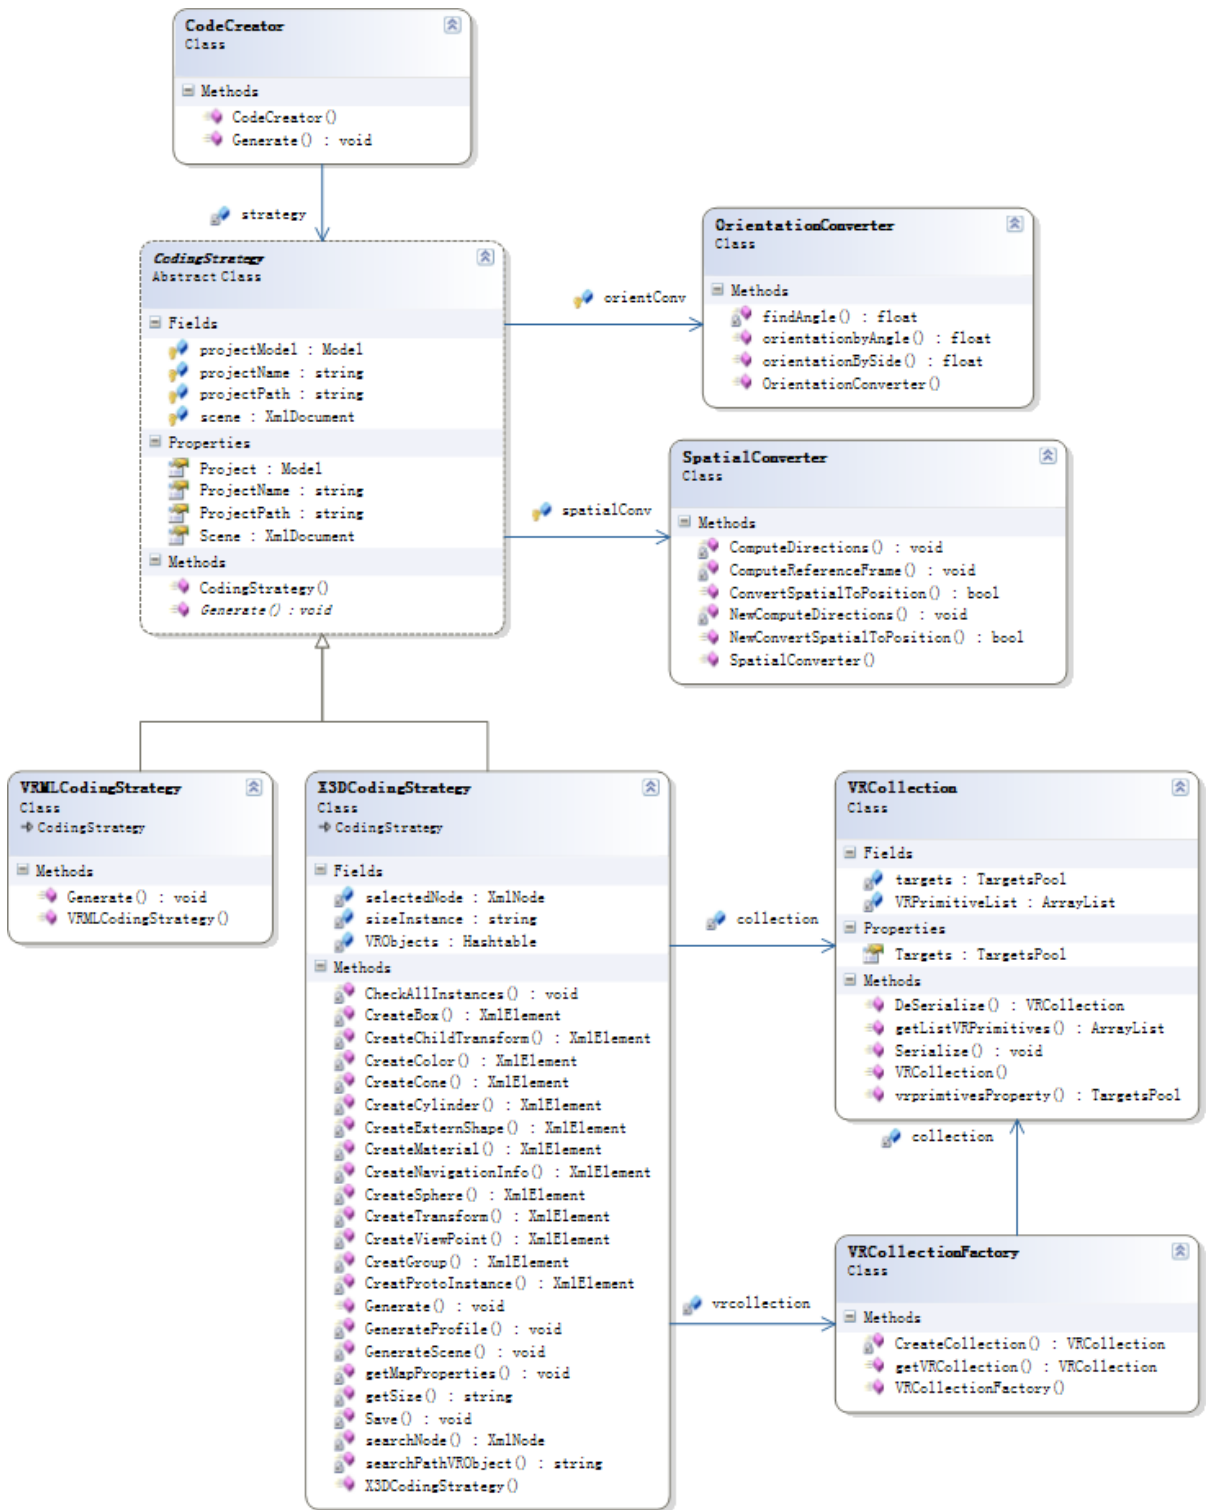 CodeCreator
Class
Methods
CodeCreator()
Generate() : void
strategy
CodingStrategy
Abstract Class
Fields
projectModel : Model
projectName : string
projectPath : string
scene : XmlDocument
Properties
Project : Model
ProjectName : string
ProjectPath : string
Scene : XmlDocument
Methods
CodingStrategy()
Generate() : void
orientConv
OrientationConverter
Class
Methods
findAngle() : float
orientationbyAngle() : float
orientationBySide() : float
OrientationConverter()
spatialConv
SpatialConverter
Class
Methods
ComputeDirections() : void
ComputeReferenceFrame() : void
ConvertSpatialToPosition() : bool
NewComputeDirections() : void
NewConvertSpatialToPosition() : bool
SpatialConverter()
VRMLCodingStrategy
Class
CodingStrategy
Methods
Generate() : void
VRMLCodingStrategy()
X3DCodingStrategy
Class
CodingStrategy
Fields
selectedNode : XmlNode
sizeInstance : string
VRObjects : Hashtable
Methods
CheckAllInstances() : void
CreateBox() : XmlElement
CreateChildTransform() : XmlElement
CreateColor() : XmlElement
CreateCone() : XmlElement
CreateCylinder() : XmlElement
CreateExternShape() : XmlElement
CreateMaterial() : XmlElement
CreateNavigationInfo() : XmlElement
CreateSphere() : XmlElement
CreateTransform() : XmlElement
CreateViewPoint() : XmlElement
CreatGroup() : XmlElement
CreatProtoInstance() : XmlElement
Generate() : void
GenerateProfile() : void
GenerateScene() : void
getMapProperties() : void
getSize() : string
Save() : void
searchNode() : XmlNode
searchPathVRObject() : string
X3DCodingStrategy()
collection
VRCollection
Class
Fields
targets : TargetsPool
VRPrimitiveList : ArrayList
Properties
Targets : TargetsPool
Methods
DeSerialize() : VRCollection
getListVRPrimitives() : ArrayList
Serialize() : void
VRCollection()
vrprimtivesProperty() : TargetsPool
collection
vrcollection
VRCollectionFactory
Class
Methods
CreateCollection() : VRCollection
getVRCollection() : VRCollection
VRCollectionFactory()